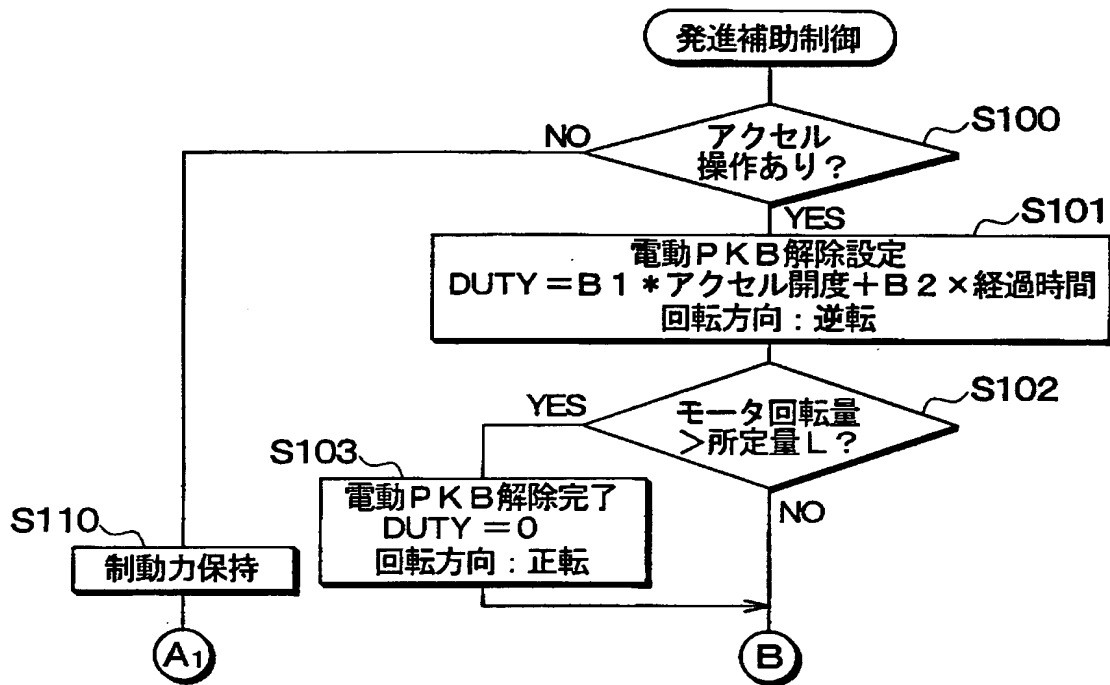 発進補助制御
NO
アクセル
操作あり?
S100
YES
S101
電動PKB解除設定
DUTY=B1*アクセル開度+B2×経過時間
回転方向:逆転
S102
YES
モータ回転量
>所定量L?
S103
電動PKB解除完了
DUTY=0
回転方向:正転
NO
S110
制動力保持
A1
B